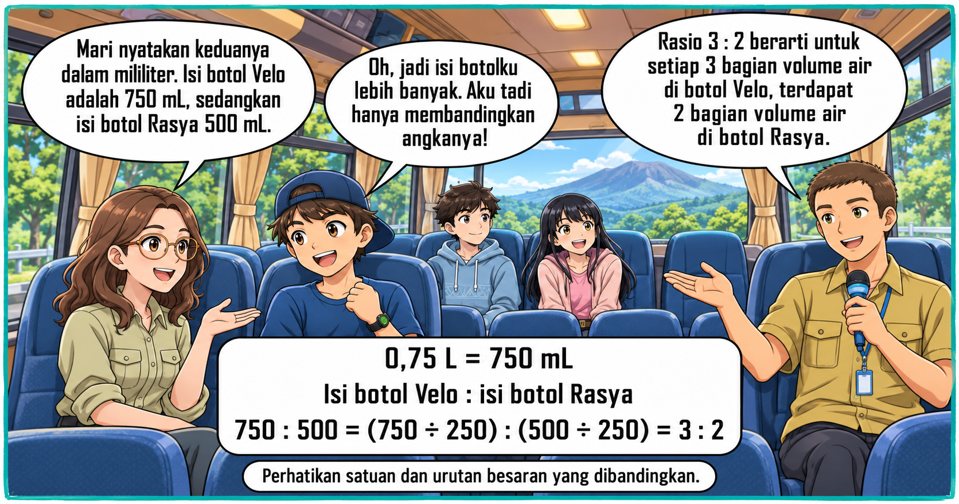 Mari nyatakan keduanya
dalam mililiter. Isi botol Velo
adalah 750 mL, sedangkan
isi botol Rasya 500 mL.
Oh, jadi isi botolku
lebih banyak. Aku tadi
hanya membandingkan
angkanya!
Rasio 3 : 2 berarti untuk
setiap 3 bagian volume air
di botol Velo, terdapat
2 bagian volume air
di botol Rasya.
0,75 L = 750 mL
Isi botol Velo : isi botol Rasya
750 : 500 = (750 ÷ 250) : (500 ÷ 250) = 3 : 2
Perhatikan satuan dan urutan besaran yang dibandingkan.